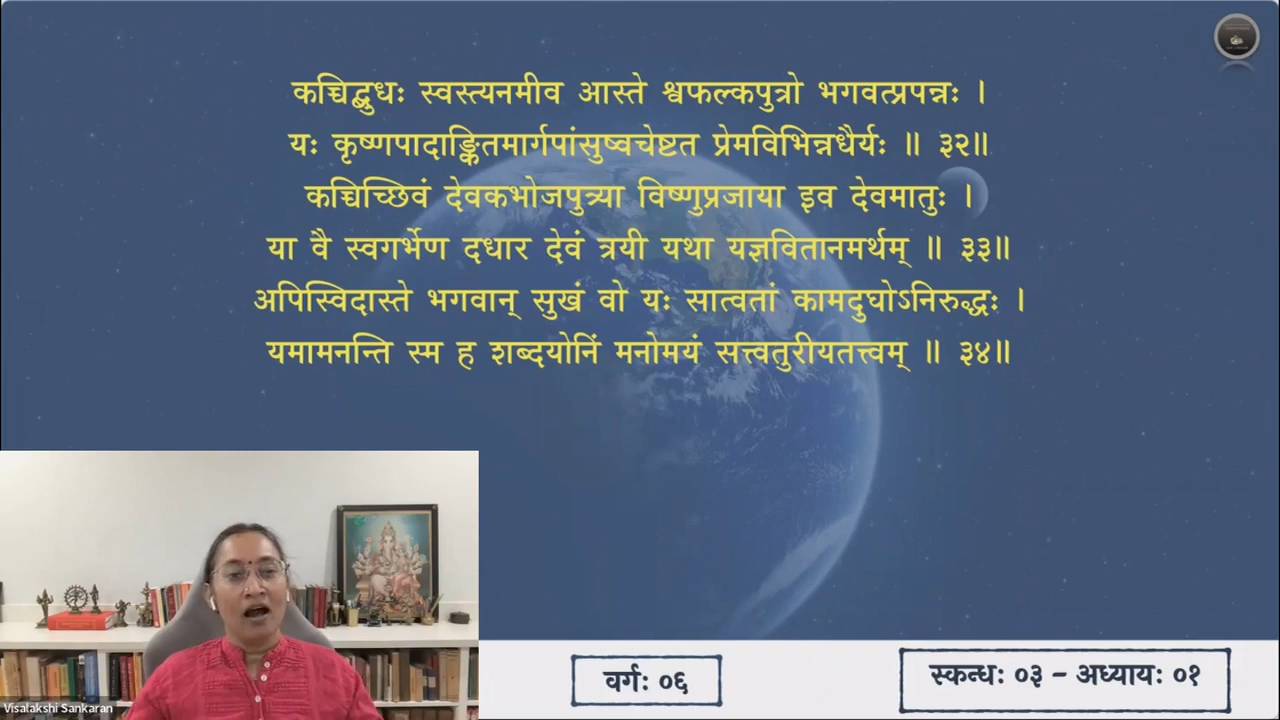 कच्चिद्बुधः स्वस्त्यनमीव आस्ते श्वफल्कपुत्रो भगवत्प्रपन्नः ।
यः कृष्णपादाङ्कितमार्गपांसुष्वचेष्टत प्रेमविभिन्नधैर्यः ॥ ३२॥
कच्चिच्छिवं देवकभोजपुत्र्या विष्णुप्रजाया इव देवमातुः ।
या वै स्वगर्भेण दधार देवं त्रयी यथा यज्ञवितानमर्थम् ॥ ३३॥
अपिस्विदास्ते भगवान् सुखं वो यः सात्वतां कामदुघोऽनिरुद्धः ।
यमामनन्ति स्म ह शब्दयोनिं मनोमयं सत्त्वतुरीयतत्त्वम् ॥ ३४॥
Visalakshi Sankaran
वर्गः ०६
स्कन्धः ०३ - अध्यायः ०१